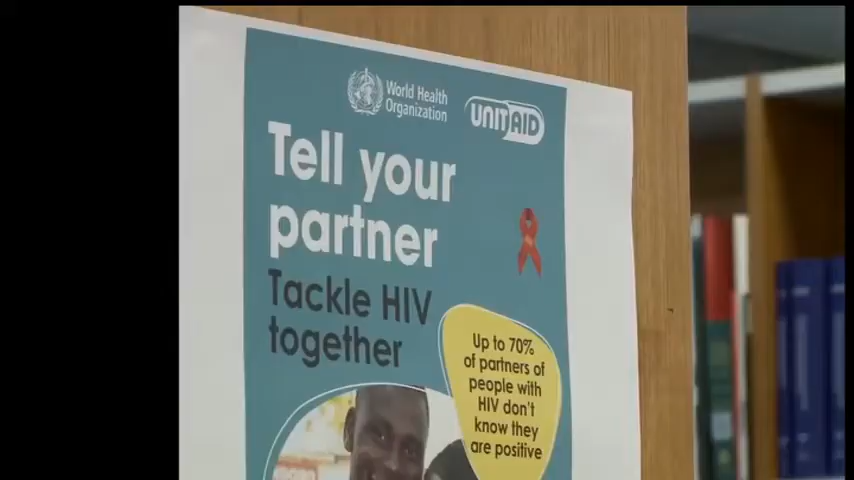 World Health
Organization
UNITAID
Tell your
partner
Tackle HIV
together
Up to 70%
of partners of
people with
HIV don't
know they
are positive